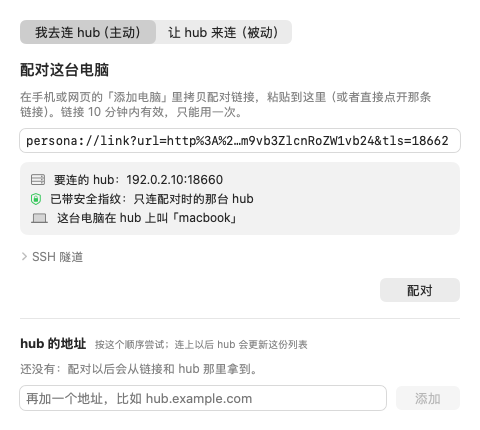 我去连 hub（主动） 让 hub 来连（被动）
配对这台电脑
在手机或网页的「添加电脑」里拷贝配对链接，粘贴到这里（或者直接点开那条
链接）。链接 10 分钟内有效，只能用一次。
persona://link?url=http%3A%2…m9vb3ZlcnRoZW1vb24&tls=18662
要连的 hub：192.0.2.10:18660
已带安全指纹：只连配对时的那台 hub
这台电脑在 hub 上叫「macbook」
SSH 隧道
配对
hub 的地址 按这个顺序尝试：连上以后 hub 会更新这份列表
还没有：配对以后会从链接和 hub 那里拿到。
再加一个地址，比如 hub.example.com 添加